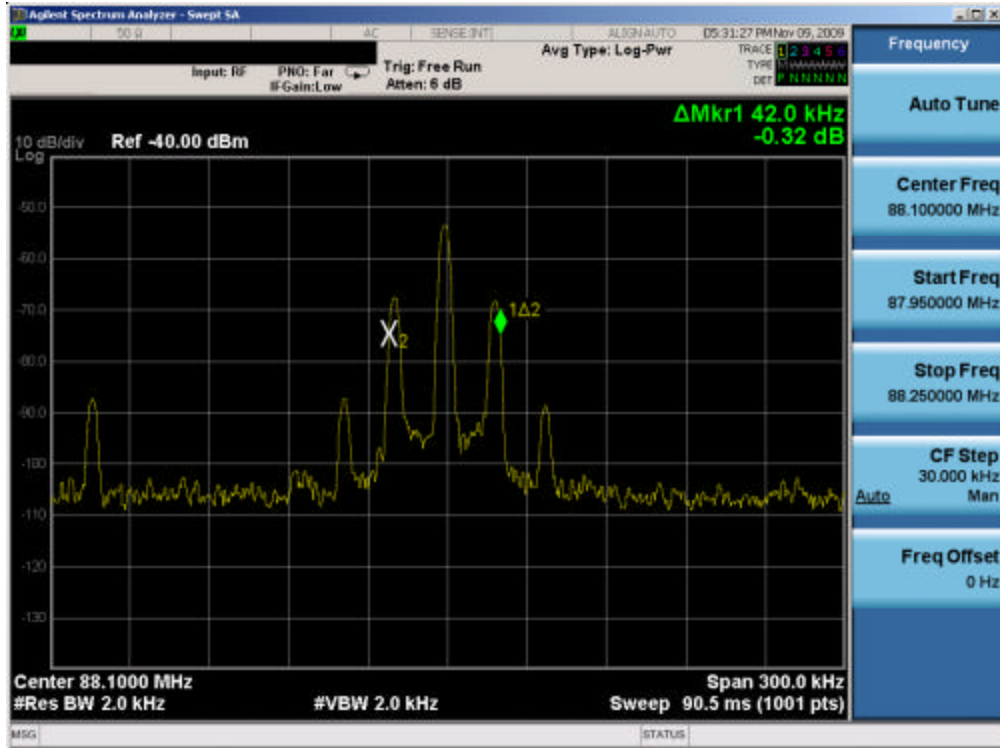 Agilent Spectrum Analyzer - Swept SA
50 Ω AC SENSE:INT ALIGN AUTO 05:31:27 PM Nov 09, 2009
Input: RF PNO: Far Trig: Free Run Avg Type: Log-Pwr TRACE 1 2 3 4 5 6
IFGain:Low Atten: 6 dB TYPE
DET P N N N N N
ΔMkr1 42.0 kHz
-0.32 dB
10 dB/div Ref -40.00 dBm
Log
-50.0
-60.0
-70.0
-80.0
-90.0
-100
-110
-120
-130
1Δ2
X2
Center 88.1000 MHz Span 300.0 kHz
#Res BW 2.0 kHz #VBW 2.0 kHz Sweep 90.5 ms (1001 pts)
MSG STATUS
Frequency
Auto Tune
Center Freq
88.100000 MHz
Start Freq
87.950000 MHz
Stop Freq
88.250000 MHz
CF Step
30.000 kHz
Auto Man
Freq Offset
0 Hz